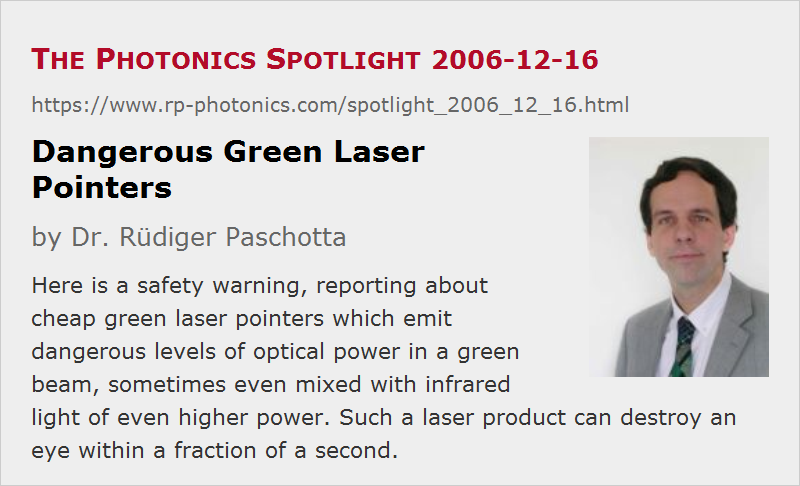 The Photonics Spotlight 2006-12-16
https://www.rp-photonics.com/spotlight_2006_12_16.html
Dangerous Green Laser
Pointers
by Dr. Rüdiger Paschotta
Here is a safety warning, reporting about
cheap green laser pointers which emit
dangerous levels of optical power in a green
beam, sometimes even mixed with infrared
light of even higher power. Such a laser product can destroy an
eye within a fraction of a second.